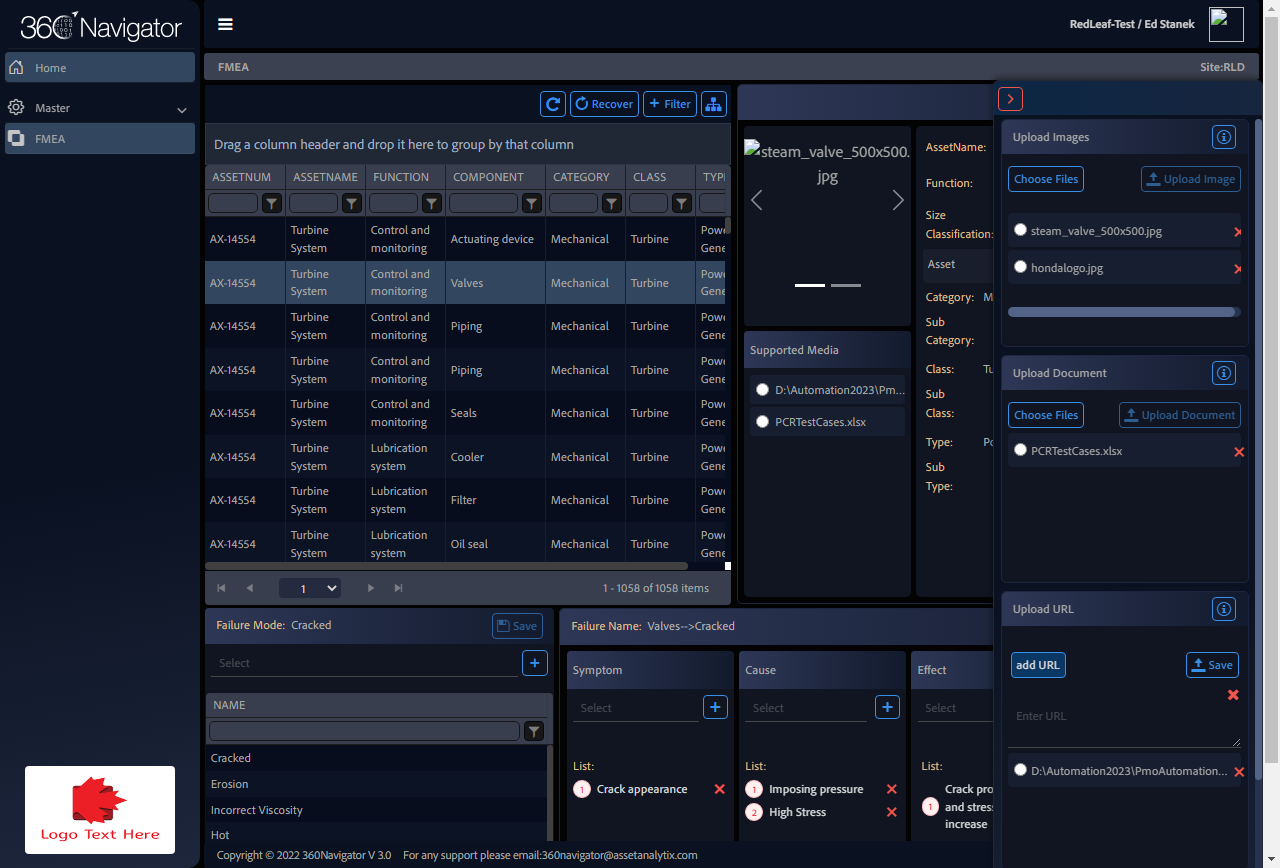 360 Navigator
RedLeaf-Test / Ed Stanek
Home
Master
FMEA
FMEA
Site:RLD
Recover
+ Filter
Drag a column header and drop it here to group by that column
ASSETNUM ASSETNAME FUNCTION COMPONENT CATEGORY CLASS TYPE
AX-14554 Turbine System Control and monitoring Actuating device Mechanical Turbine Powe Gene
AX-14554 Turbine System Control and monitoring Valves Mechanical Turbine Powe Gene
AX-14554 Turbine System Control and monitoring Piping Mechanical Turbine Powe Gene
AX-14554 Turbine System Control and monitoring Piping Mechanical Turbine Powe Gene
AX-14554 Turbine System Control and monitoring Seals Mechanical Turbine Powe Gene
AX-14554 Turbine System Lubrication system Cooler Mechanical Turbine Powe Gene
AX-14554 Turbine System Lubrication system Filter Mechanical Turbine Powe Gene
AX-14554 Turbine System Lubrication system Oil seal Mechanical Turbine Powe Gene
1
1 - 1058 of 1058 items
steam_valve_500x500.
jpg
Supported Media
D:\Automation2023\Pm...
PCRTestCases.xlsx
AssetName:
Function:
Size
Classification:
Asset
Category: M
Sub
Category:
Class: Tu
Sub
Class:
Type: Po
Sub
Type:
Upload Images
Choose Files
Upload Image
steam_valve_500x500.jpg
hondalogo.jpg
Upload Document
Choose Files
Upload Document
PCRTestCases.xlsx
Upload URL
add URL
Save
Enter URL
D:\Automation2023\PmoAutomation...
Failure Mode: Cracked
Save
Select
+
NAME
Cracked
Erosion
Incorrect Viscosity
Hot
Failure Name: Valves-->Cracked
Symptom
Select
+
List:
1 Crack appearance
Cause
Select
+
List:
1 Imposing pressure
2 High Stress
Effect
Select
List:
1 Crack pro
and stress
increase
Logo Text Here
Copyright © 2022 360Navigator V 3.0 For any support please email:360navigator@assetanalytix.com